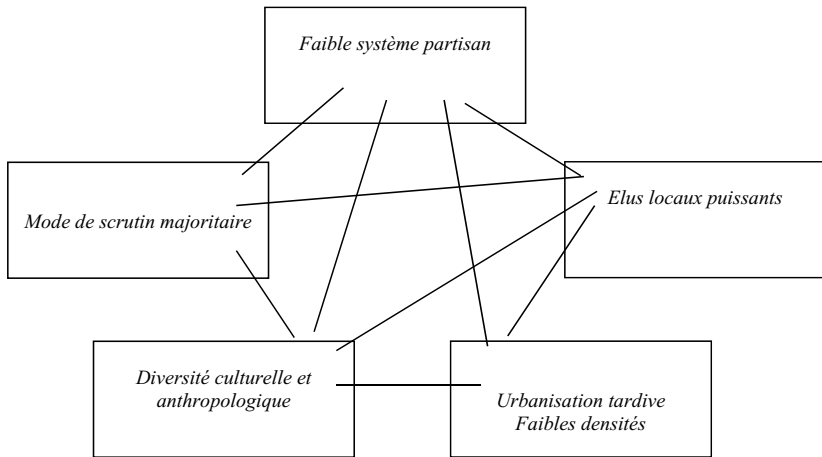 Faible système partisan
Mode de scrutin majoritaire
Elus locaux puissants
Diversité culturelle et
anthropologique
Urbanisation tardive
Faibles densités